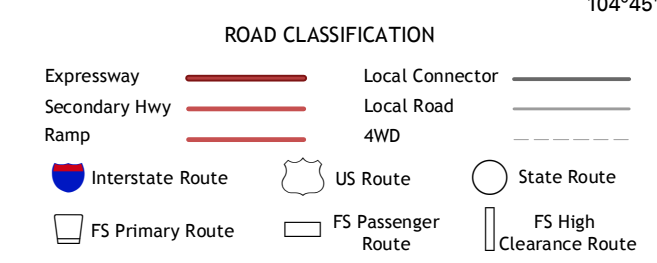 104°45'
ROAD CLASSIFICATION
Expressway
Local Connector
Secondary Hwy
Local Road
Ramp
4WD
Interstate Route
US Route
State Route
FS Primary Route
FS Passenger
Route
FS High
Clearance Route